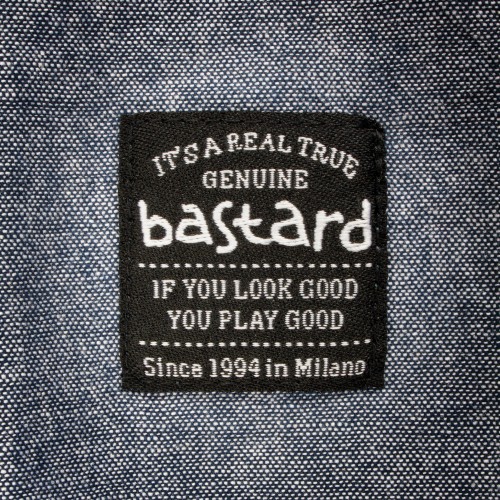 IT'S A REAL TRUE
GENUINE
bastard
IF YOU LOOK GOOD
YOU PLAY GOOD
Since 1994 in Milano